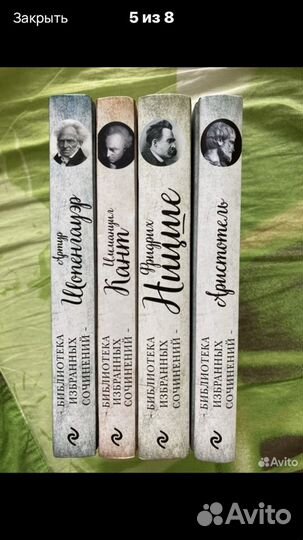 Закрыть
5 из 8
Артур
Шопенгауэр
- БИБЛИОТЕКА
ИЗБРАННЫХ
СОЧИНЕНИЙ -
Иммануил
Кант
- БИБЛИОТЕКА
ИЗБРАННЫХ
СОЧИНЕНИЙ -
Фридрих
Ницше
- БИБЛИОТЕКА
ИЗБРАННЫХ
СОЧИНЕНИЙ -
Аристотель
- БИБЛИОТЕКА
ИЗБРАННЫХ
СОЧИНЕНИЙ -
Avito
Avito